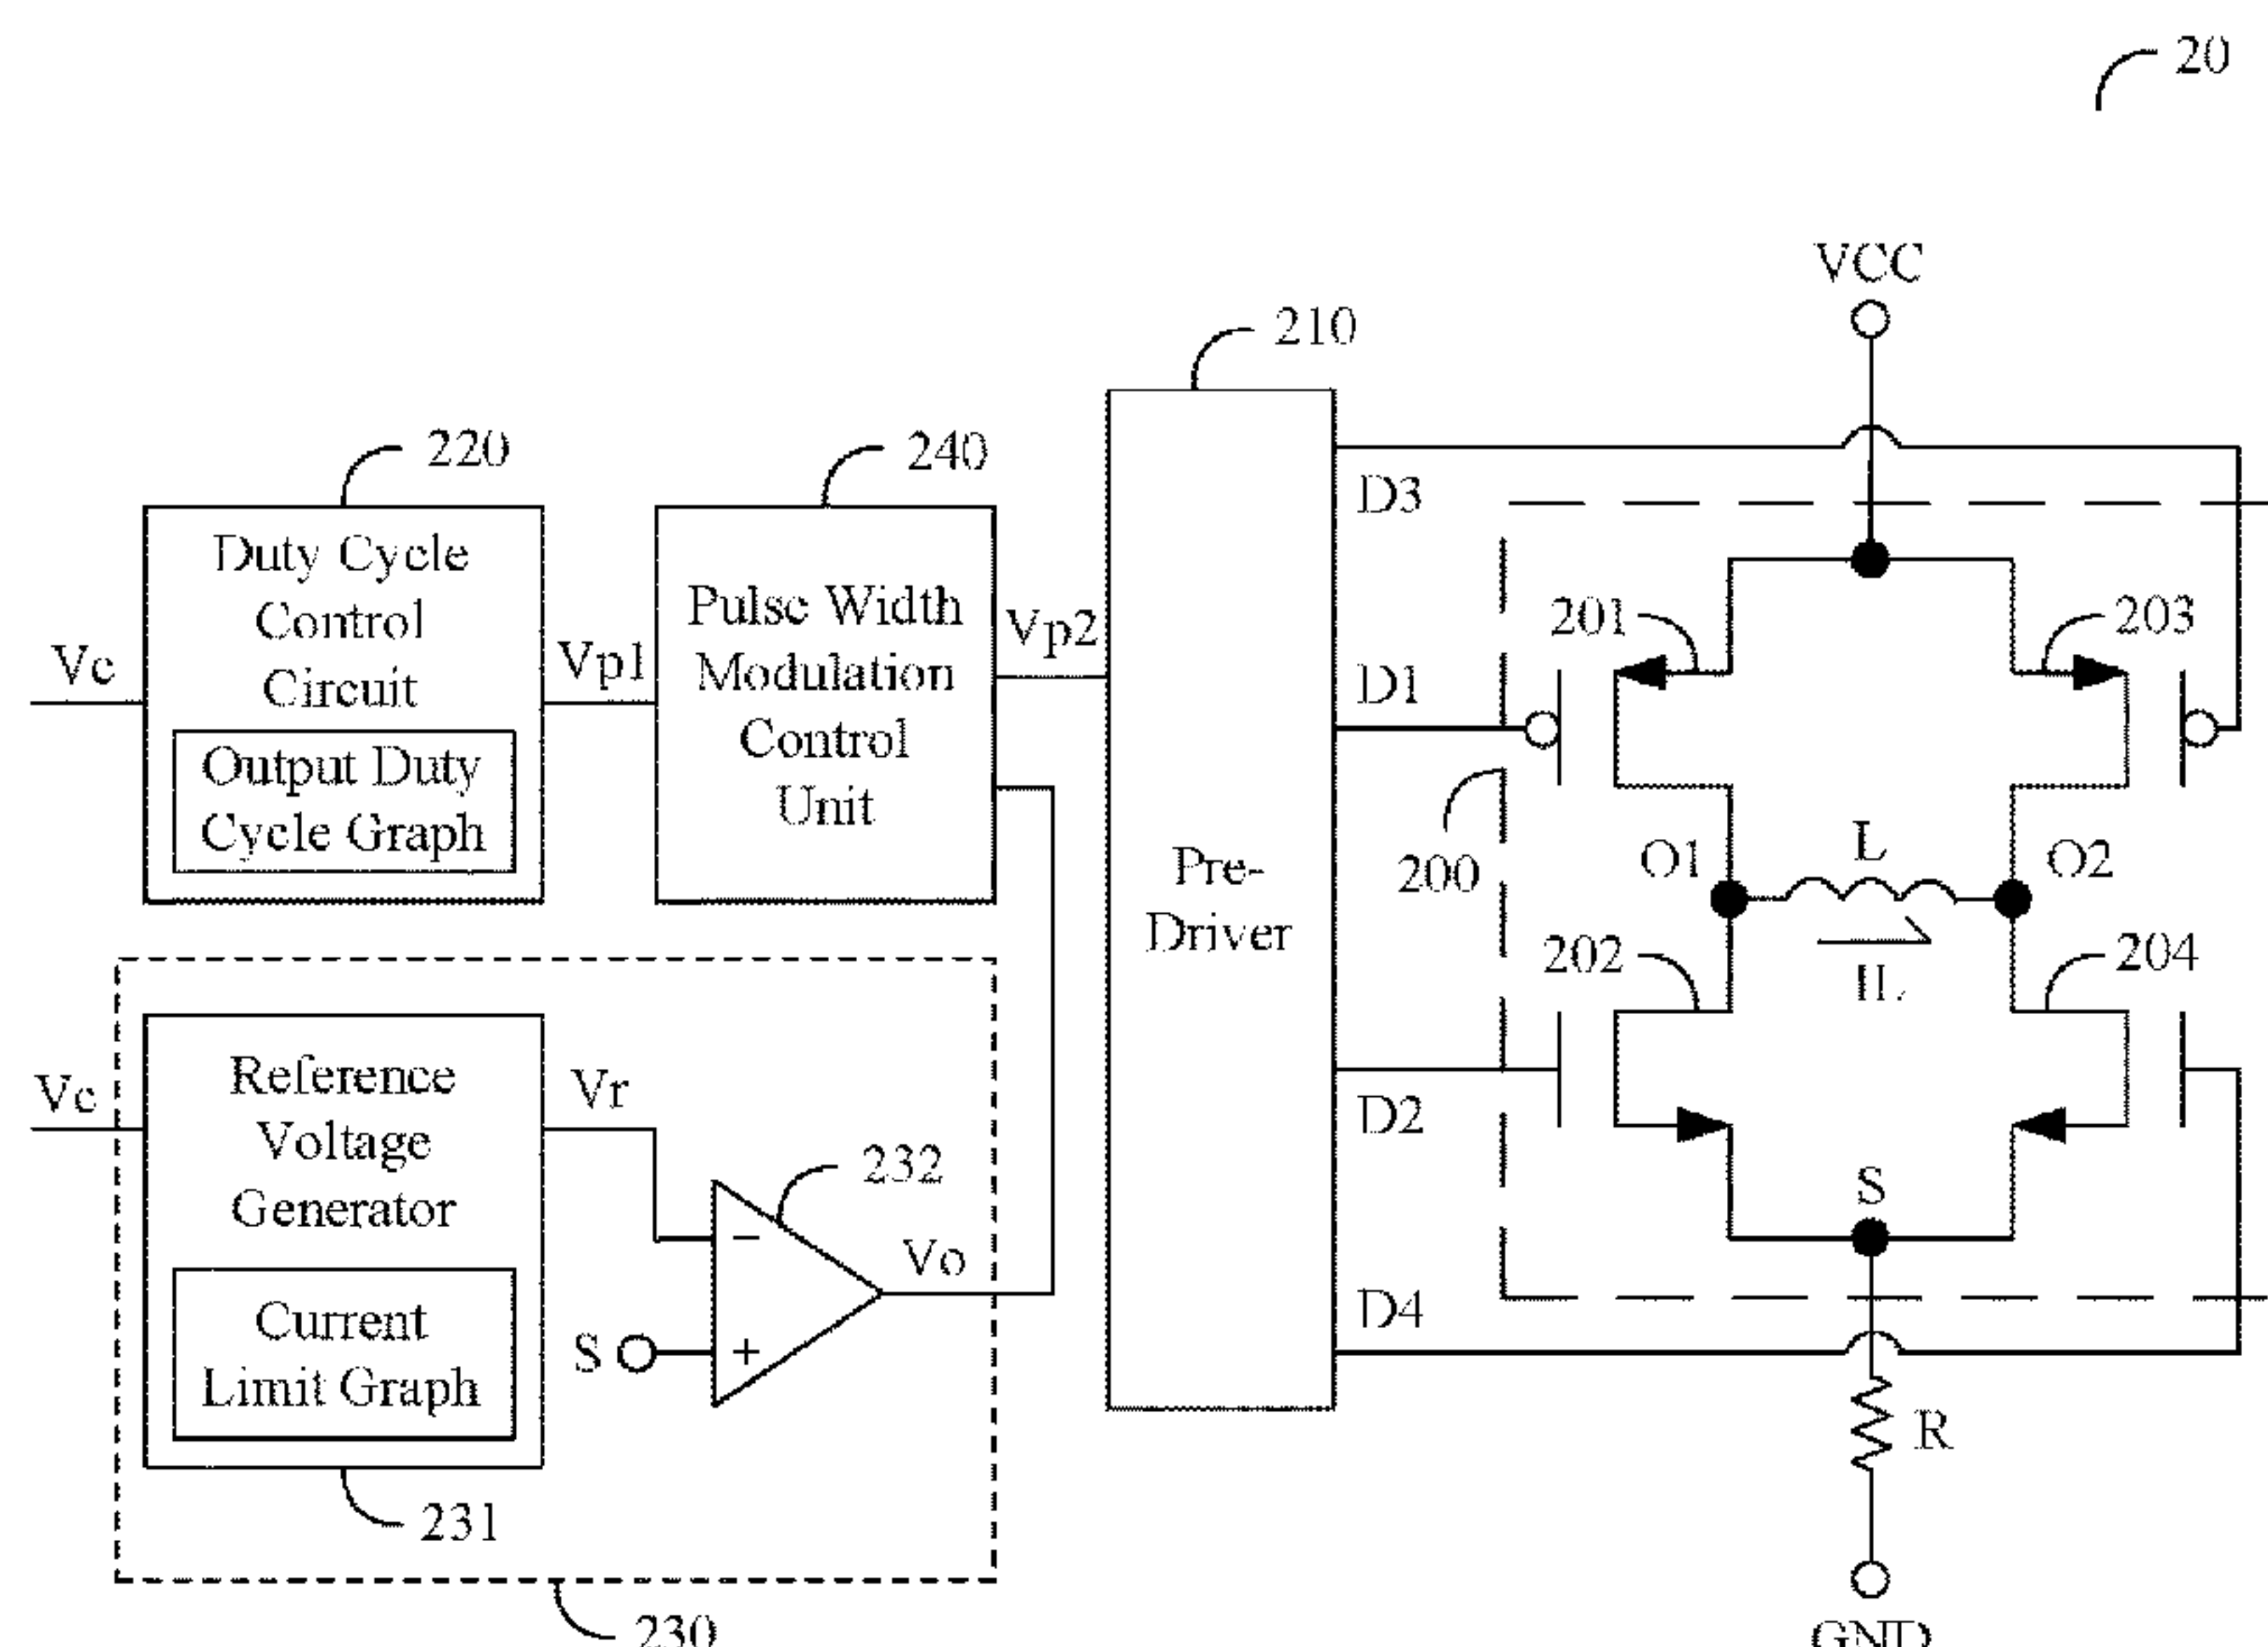 20
VCC
210
220
240
D3
Duty Cycle
Control
Circuit
Output Duty
Cycle Graph
Pulse Width
Modulation
Control
Unit
Vc
Vp1
Vp2
201
203
D1
Pre-
Driver
200
O1
L
O2
IL
202
204
Vc
Reference
Voltage
Generator
Current
Limit Graph
Vr
232
−
+
Vo
S
D2
S
D4
R
231
230
GND